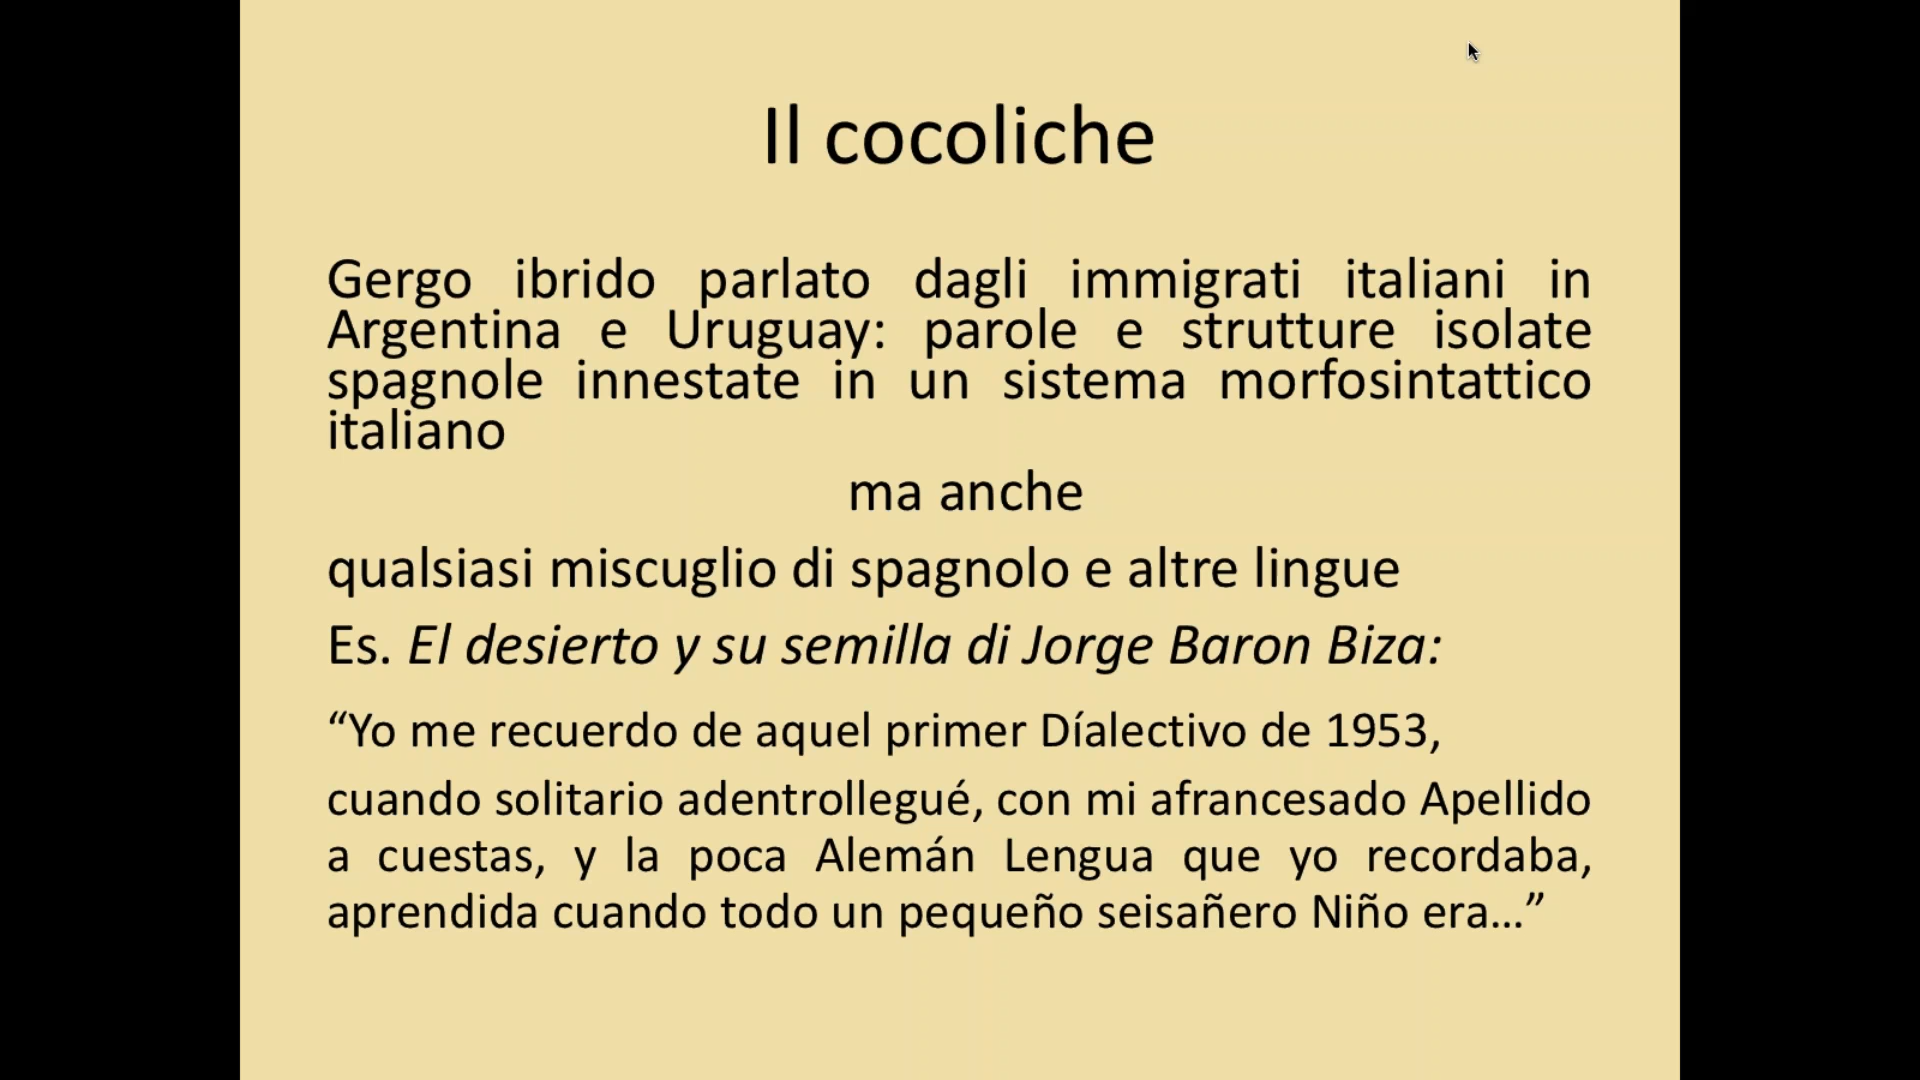 Il cocoliche
Gergo ibrido parlato dagli immigrati italiani in
Argentina e Uruguay: parole e strutture isolate
spagnole innestate in un sistema morfosintattico
italiano
ma anche
qualsiasi miscuglio di spagnolo e altre lingue
Es. El desierto y su semilla di Jorge Baron Biza:
“Yo me recuerdo de aquel primer Díalectivo de 1953,
cuando solitario adentrollegué, con mi afrancesado Apellido
a cuestas, y la poca Alemán Lengua que yo recordaba,
aprendida cuando todo un pequeño seisañero Niño era…”